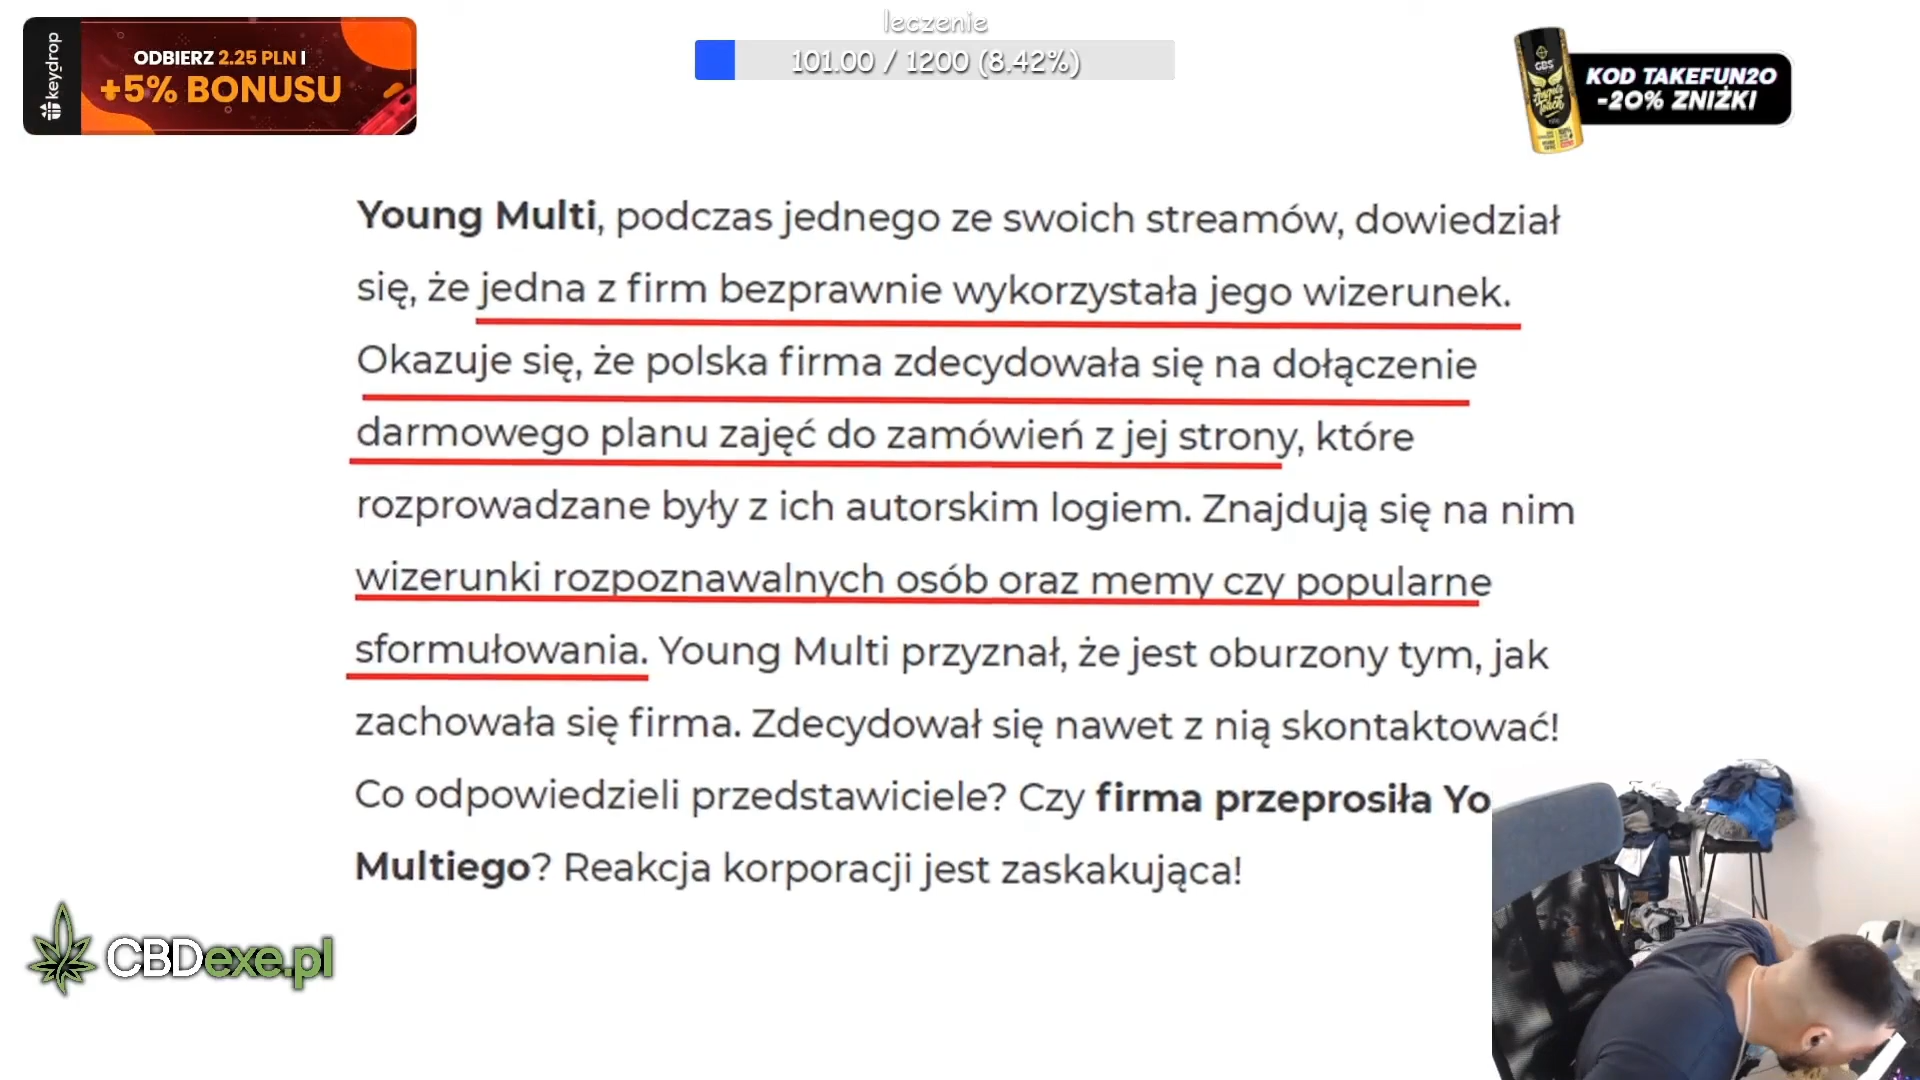 keydrop
ODBIERZ 2.25 PLN I
+5% BONUSU
leczenie
101.00 / 1200 (8.42%)
CBS
Angel's Touch
KOD TAKEFUN20
-20% ZNIŻKI
Young Multi, podczas jednego ze swoich streamów, dowiedział
się, że jedna z firm bezprawnie wykorzystała jego wizerunek.
Okazuje się, że polska firma zdecydowała się na dołączenie
darmowego planu zajęć do zamówień z jej strony, które
rozprowadzane były z ich autorskim logiem. Znajdują się na nim
wizerunki rozpoznawalnych osób oraz memy czy popularne
sformułowania. Young Multi przyznał, że jest oburzony tym, jak
zachowała się firma. Zdecydował się nawet z nią skontaktować!
Co odpowiedzieli przedstawiciele? Czy firma przeprosiła Yo
Multiego? Reakcja korporacji jest zaskakująca!
CBDexe.pl